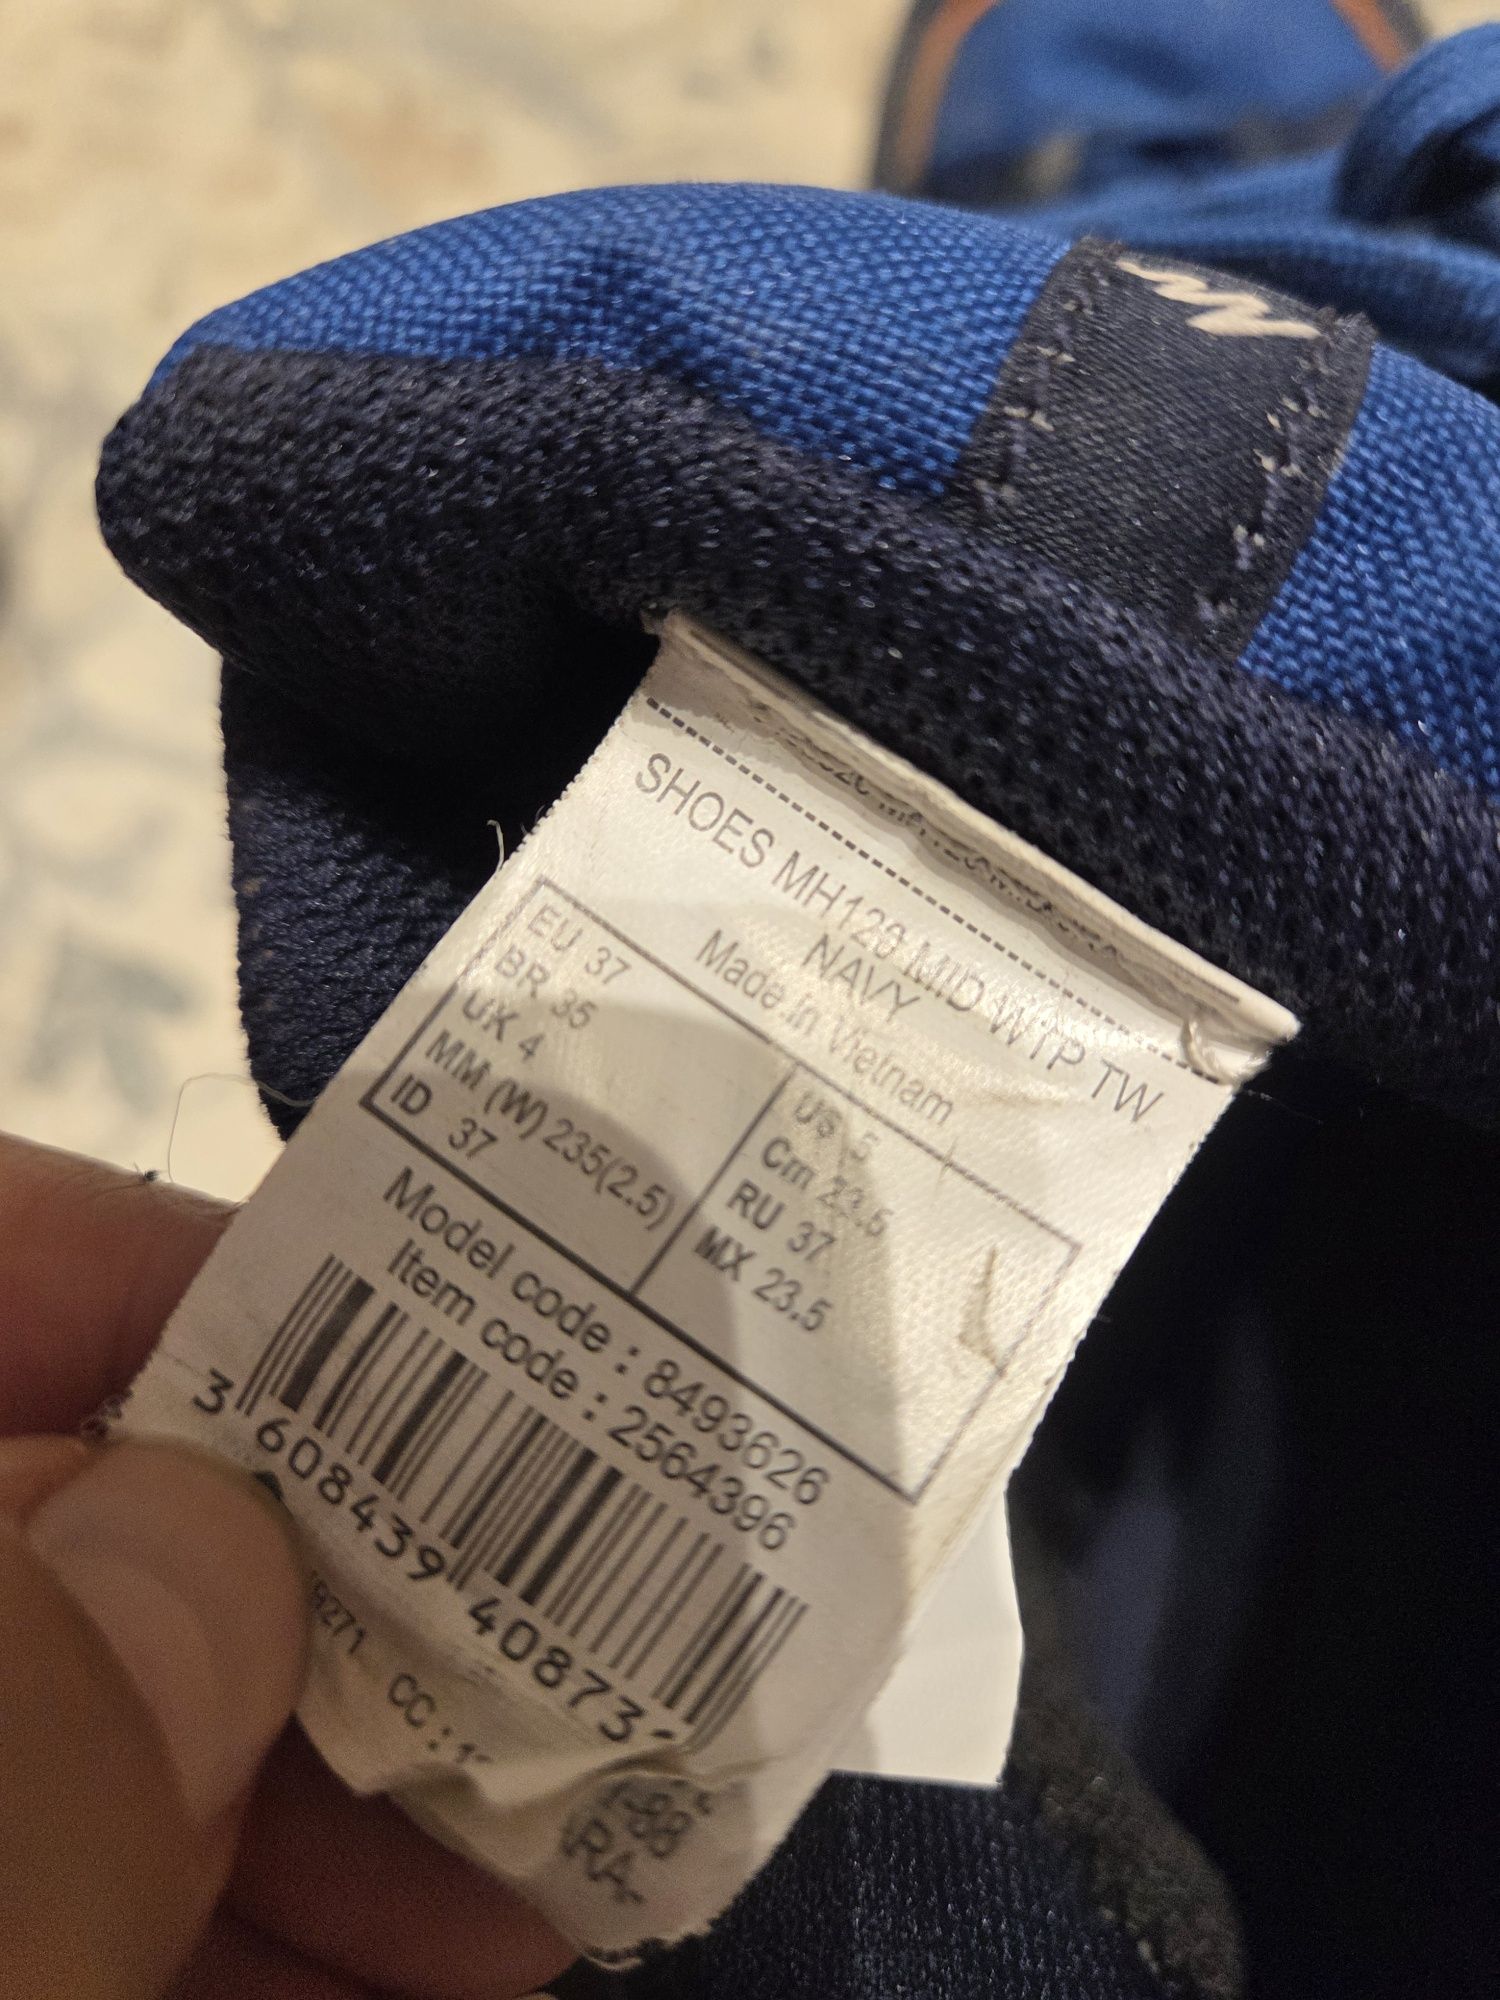 SHOES MH120 MID WTP TW
NAVY
Made in Vietnam
EU 37
BR 35
UK 4
MM (W) 235(2.5)
ID 37
US 5
Cm 23.5
RU 37
MX 23.5
Model code : 8493626
Item code : 2564396
3 608439 40873
9271 CC :